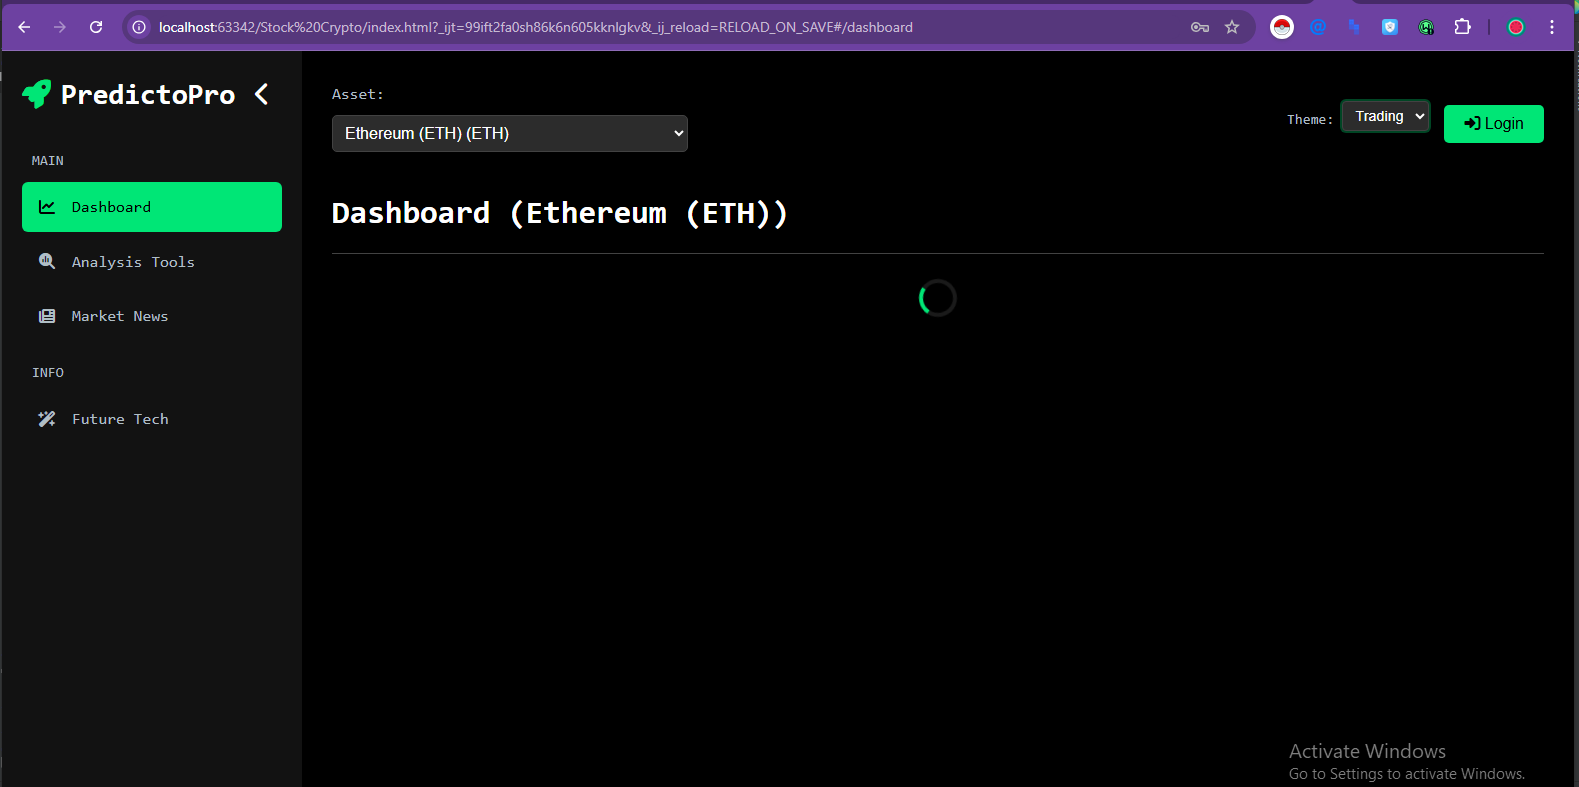 localhost:63342/Stock%20Crypto/index.html?_ijt=99ift2fa0sh86k6n605kknlgkv&_ij_reload=RELOAD_ON_SAVE#/dashboard
PredictoPro
MAIN
Dashboard
Analysis Tools
Market News
INFO
Future Tech
Asset:
Ethereum (ETH) (ETH)
Theme:
Trading
Login
Dashboard (Ethereum (ETH))
Activate Windows
Go to Settings to activate Windows.